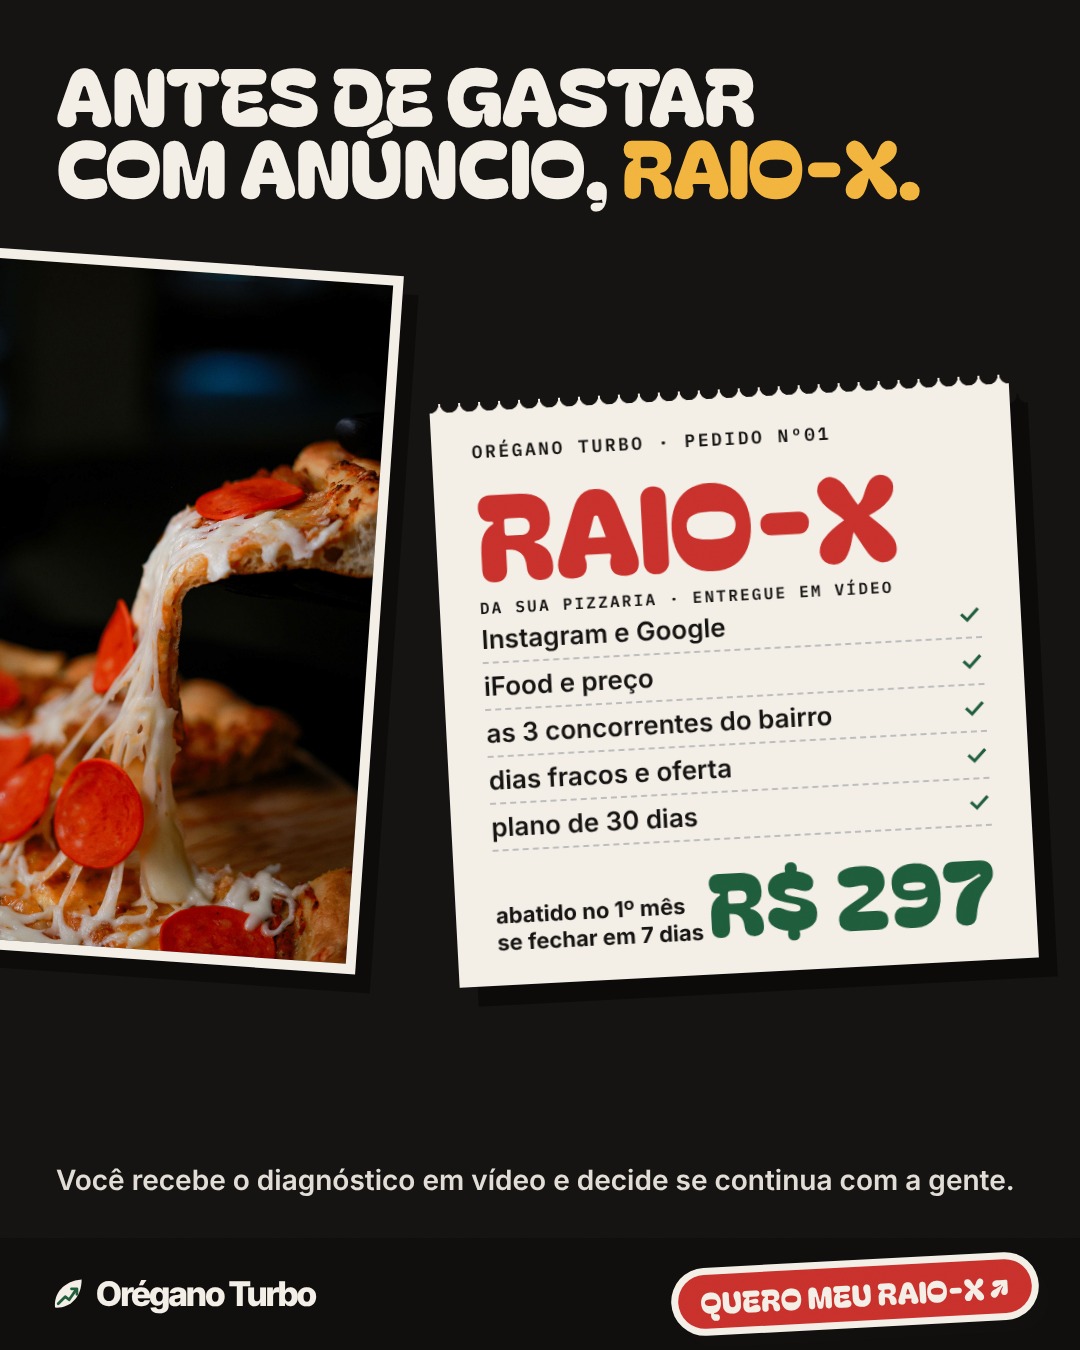 ANTES DE GASTAR
COM ANÚNCIO, RAIO-X.
ORÉGANO TURBO · PEDIDO Nº01
RAIO-X
DA SUA PIZZARIA · ENTREGUE EM VÍDEO
Instagram e Google ✓
iFood e preço ✓
as 3 concorrentes do bairro ✓
dias fracos e oferta ✓
plano de 30 dias ✓
abatido no 1º mês
se fechar em 7 dias
R$ 297
Você recebe o diagnóstico em vídeo e decide se continua com a gente.
Orégano Turbo
QUERO MEU RAIO-X ↗